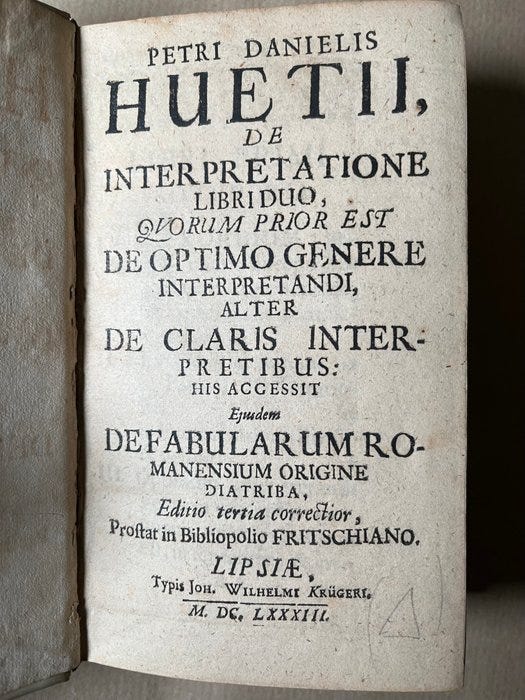 PETRI DANIELIS
HUETII,
DE
INTERPRETATIONE
LIBRI DUO,
QVORUM PRIOR EST
DE OPTIMO GENERE
INTERPRETANDI,
ALTER
DE CLARIS INTER-
PRETIBUS:
HIS ACCESSIT
Ejusdem
DE FABULARUM RO-
MANENSIUM ORIGINE
DIATRIBA,
Editio tertia correctior,
Prostat in Bibliopolio FRITSCHIANO.
LIPSIÆ,
Typis JOH. WILHELMI KRÜGERI.
M. DC. LXXXIII.